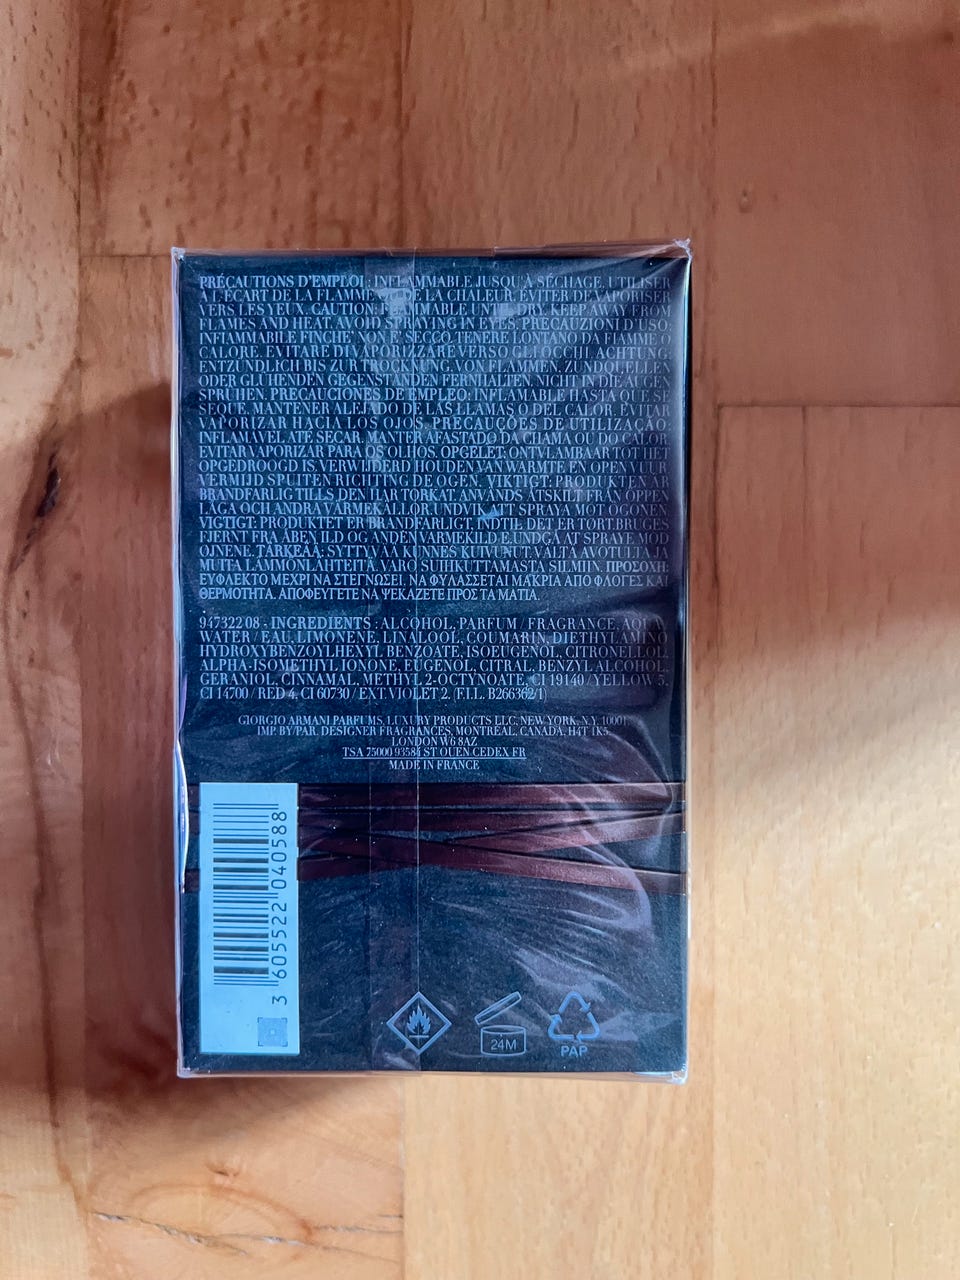 PRÉCAUTIONS D'EMPLOI : INFLAMMABLE JUSQU'À SÉCHAGE. UTILISER
À L'ÉCART DE LA FLAMME DE LA CHALEUR. ÉVITER DE VAPORISER
VERS LES YEUX. CAUTION: FLAMMABLE UNTIL DRY. KEEP AWAY FROM
FLAMES AND HEAT. AVOID SPRAYING IN EYES. PRECAUZIONI D'USO:
INFIAMMABILE FINCHE' NON È SECCO. TENERE LONTANO DA FIAMME O
CALORE. EVITARE DI VAPORIZZARE VERSO GLI OCCHI. ACHTUNG:
ENTZÜNDLICH BIS ZUR TROCKNUNG. VON FLAMMEN, ZÜNDQUELLEN
ODER GLÜHENDEN GEGENSTÄNDEN FERNHALTEN. NICHT IN DIE AUGEN
SPRÜHEN. PRECAUCIONES DE EMPLEO: INFLAMABLE HASTA QUE SE
SEQUE. MANTENER ALEJADO DE LAS LLAMAS O DEL CALOR. EVITAR
VAPORIZAR HACIA LOS OJOS. PRECAUÇÕES DE UTILIZAÇÃO:
INFLAMÁVEL ATÉ SECAR. MANTER AFASTADO DA CHAMA OU DO CALOR.
EVITAR VAPORIZAR PARA OS OLHOS. OPGELET: ONTVLAMBAAR TOT HET
OPGEDROOGD IS. VERWIJDERD HOUDEN VAN WARMTE EN OPEN VUUR.
VERMIJD SPUITEN RICHTING DE OGEN. VIKTIGT: PRODUKTEN ÄR
BRANDFARLIG TILLS DEN HAR TORKAT. ANVÄNDS ÅTSKILT FRÅN ÖPPEN
LÅGA OCH ANDRA VÄRMEKÄLLOR. UNDVIK ATT SPRAYA MOT ÖGONEN.
VIGTIGT: PRODUKTET ER BRANDFARLIGT, INDTIL DET ER TØRT. BRUGES
FJERNT FRA ÅBEN ILD OG ANDEN VARMEKILDE. UNDGÅ AT SPRAYE MOD
ØJNENE. TÄRKEÄÄ: SYTTYVÄÄ KUNNES KUIVUNUT. VÄLTÄ AVOTULTA JA
MUITA LÄMMÖNLÄHTEITÄ. VARO SUIHKUTTAMASTA SILMIIN. ΠΡΟΣΟΧΗ:
ΕΥΦΛΕΚΤΟ ΜΕΧΡΙ ΝΑ ΣΤΕΓΝΩΣΕΙ. ΝΑ ΦΥΛΑΣΣΕΤΑΙ ΜΑΚΡΙΑ ΑΠΟ ΦΛΟΓΕΣ ΚΑΙ
ΘΕΡΜΟΤΗΤΑ. ΑΠΟΦΕΥΓΕΤΕ ΝΑ ΨΕΚΑΖΕΤΕ ΠΡΟΣ ΤΑ ΜΑΤΙΑ.
947322 08 - INGREDIENTS : ALCOHOL, PARFUM / FRAGRANCE, AQUA /
WATER / EAU, LIMONENE, LINALOOL, COUMARIN, DIETHYLAMINO
HYDROXYBENZOYL HEXYL BENZOATE, ISOEUGENOL, CITRONELLOL,
ALPHA-ISOMETHYL IONONE, EUGENOL, CITRAL, BENZYL ALCOHOL,
GERANIOL, CINNAMAL, METHYL 2-OCTYNOATE, CI 19140 / YELLOW 5,
CI 14700 / RED 4, CI 60730 / EXT. VIOLET 2. (F.I.L. B266362/1)
GIORGIO ARMANI PARFUMS, LUXURY PRODUCTS LLC, NEW YORK, N.Y. 10001
IMP. BY/PAR. DESIGNER FRAGRANCES, MONTRÉAL, CANADA, H4T 1K5.
LONDON W6 8AZ
TSA 75000 93584 ST OUEN CEDEX FR
MADE IN FRANCE
3 605522 040588
24M
PAP